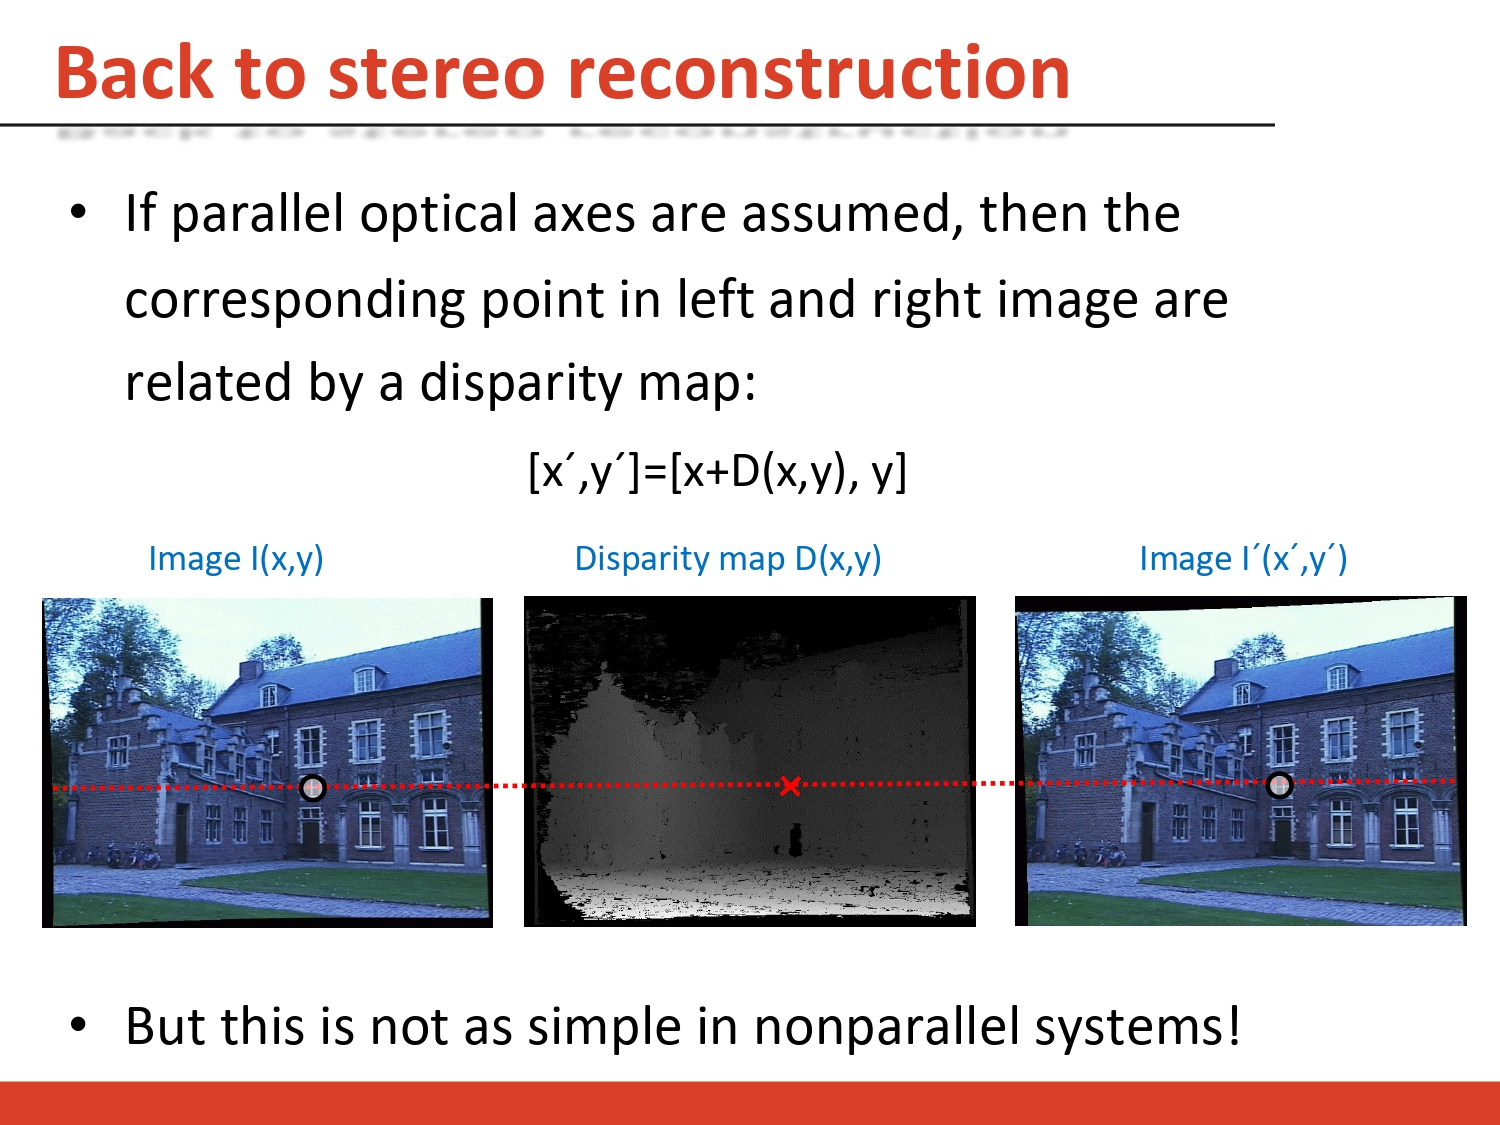 Back to stereo reconstruction
• If parallel optical axes are assumed, then the
corresponding point in left and right image are
related by a disparity map:
[x´,y´]=[x+D(x,y), y]
Image I(x,y)
Disparity map D(x,y)
Image I´(x´,y´)
• But this is not as simple in nonparallel systems!